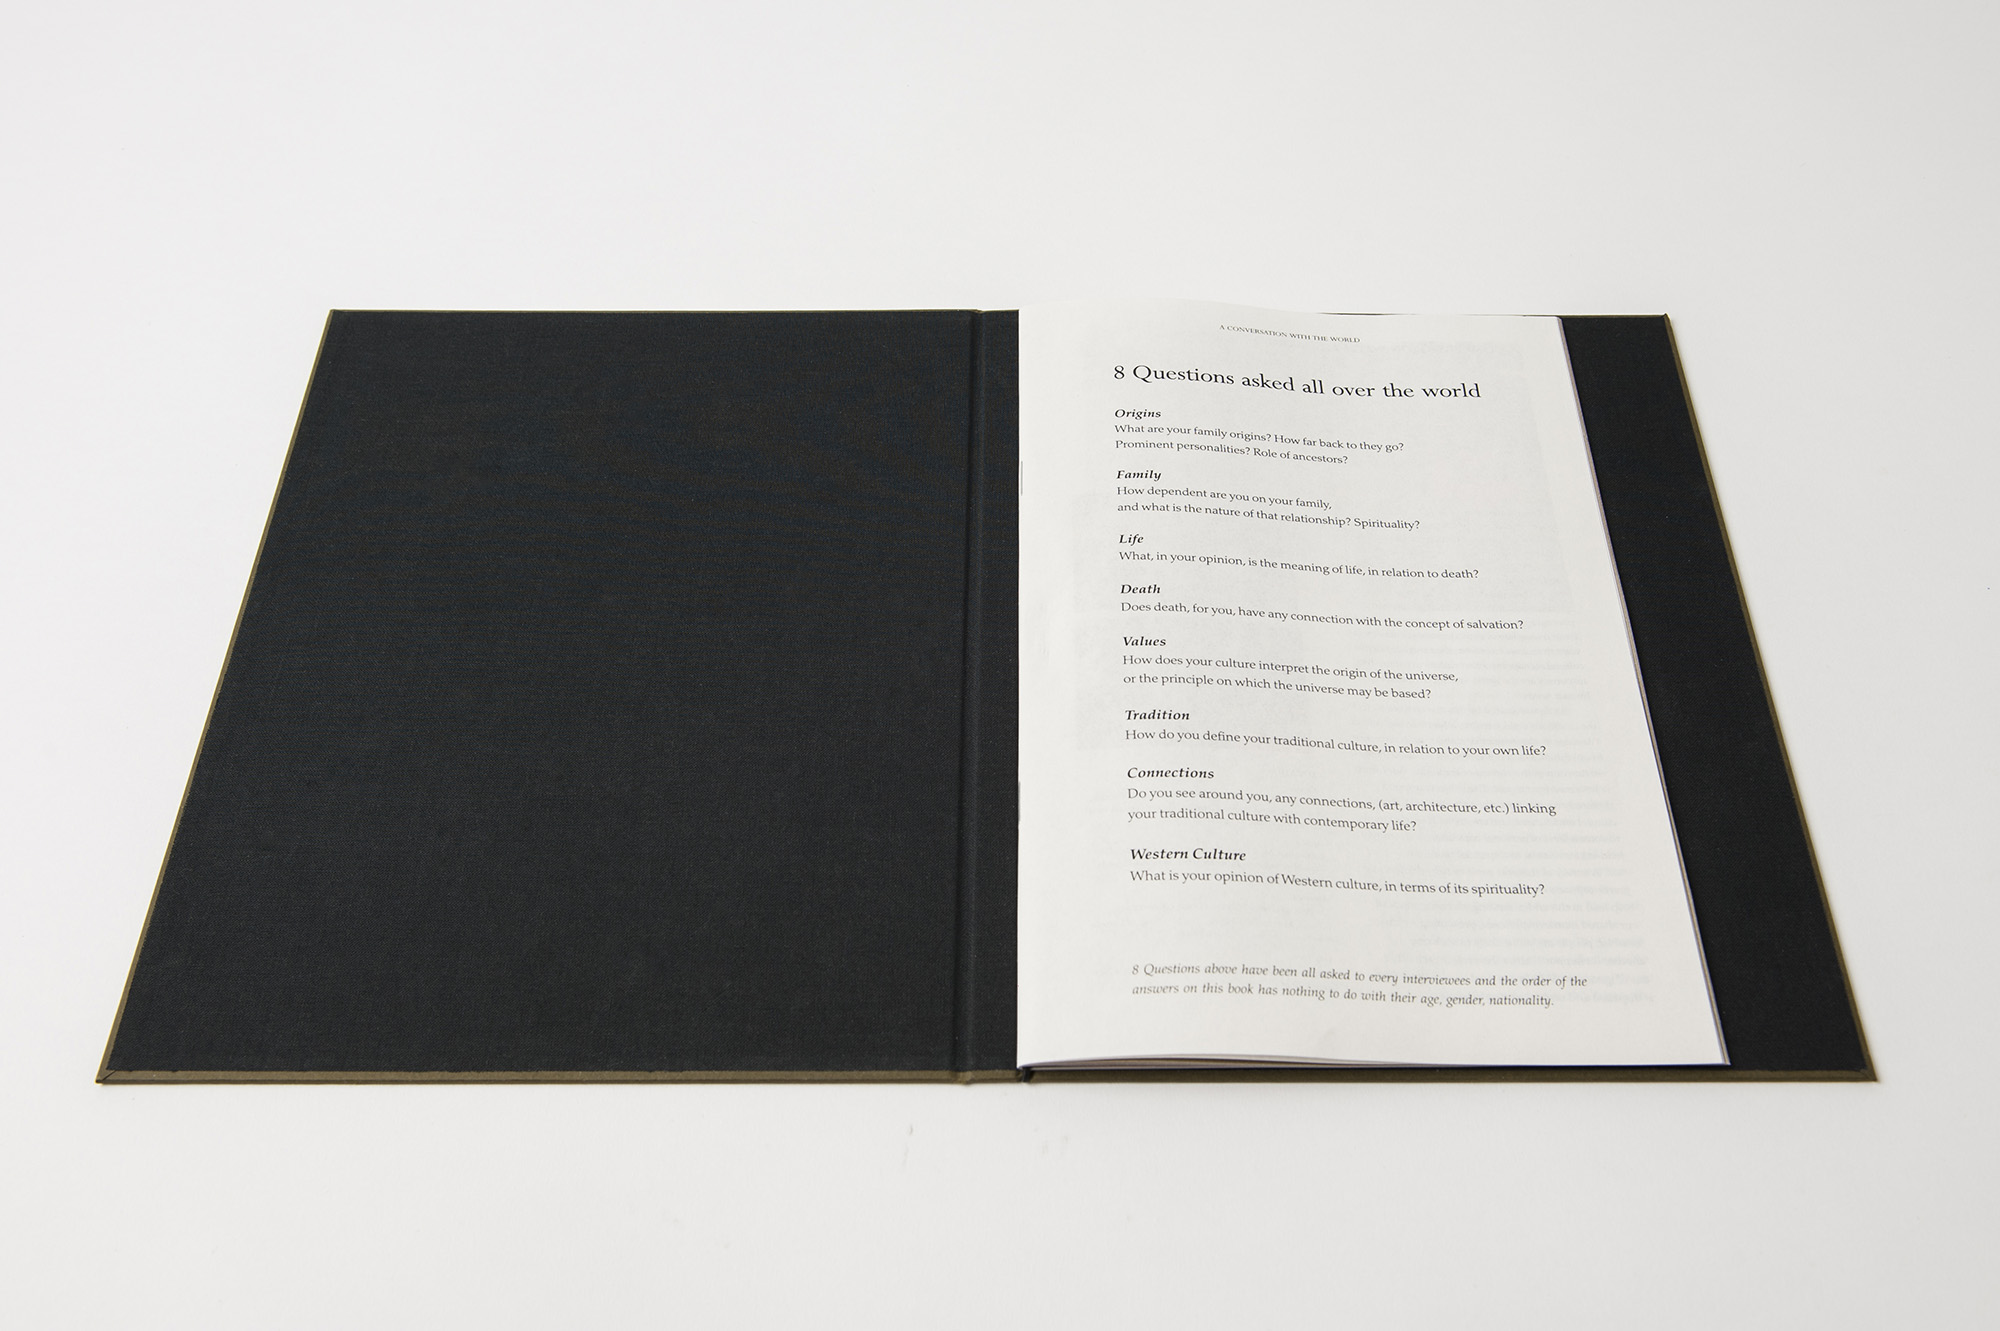 A CONVERSATION WITH THE WORLD
8 Questions asked all over the world
Origins
What are your family origins? How far back to they go?
Prominent personalities? Role of ancestors?
Family
How dependent are you on your family,
and what is the nature of that relationship? Spirituality?
Life
What, in your opinion, is the meaning of life, in relation to death?
Death
Does death, for you, have any connection with the concept of salvation?
Values
How does your culture interpret the origin of the universe,
or the principle on which the universe may be based?
Tradition
How do you define your traditional culture, in relation to your own life?
Connections
Do you see around you, any connections, (art, architecture, etc.) linking
your traditional culture with contemporary life?
Western Culture
What is your opinion of Western culture, in terms of its spirituality?
8 Questions above have been all asked to every interviewees and the order of the
answers on this book has nothing to do with their age, gender, nationality.